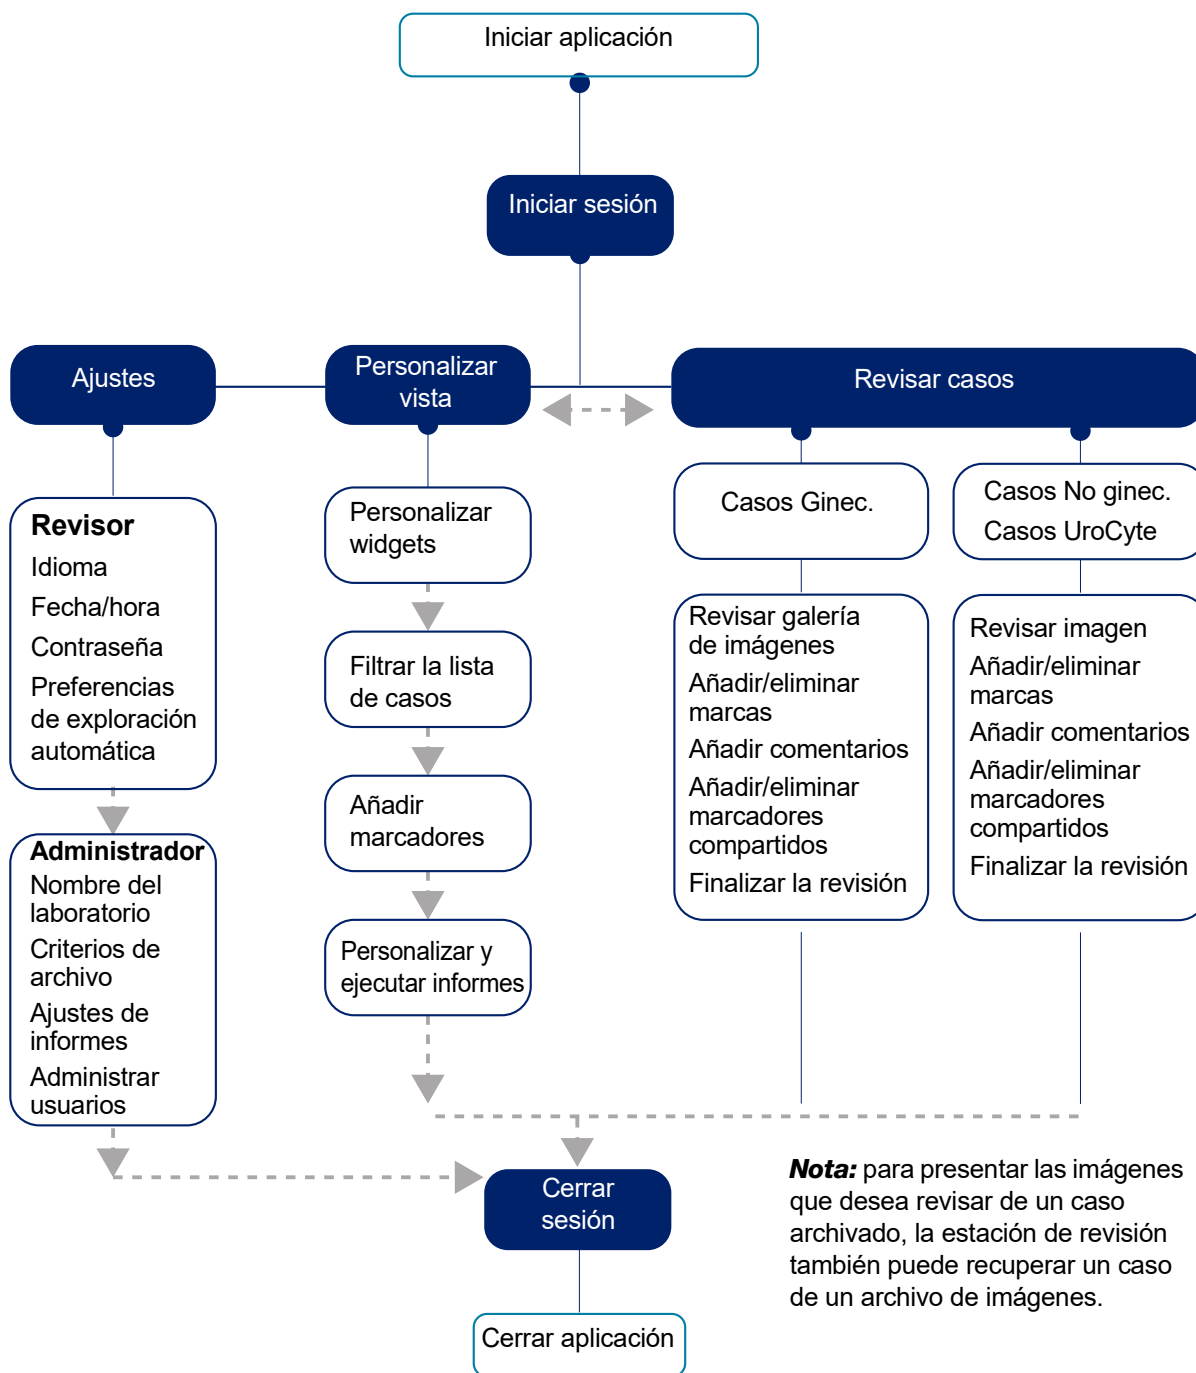 Iniciar aplicación
Iniciar sesión
Ajustes
Personalizar
vista
Revisar casos
Revisor
Idioma
Fecha/hora
Contraseña
Preferencias
de exploración
automática
Administrador
Nombre del
laboratorio
Criterios de
archivo
Ajustes de
informes
Administrar
usuarios
Personalizar
widgets
Filtrar la lista
de casos
Añadir
marcadores
Personalizar y
ejecutar informes
Casos Ginec.
Revisar galería
de imágenes
Añadir/eliminar
marcas
Añadir comentarios
Añadir/eliminar
marcadores
compartidos
Finalizar la revisión
Casos No ginec.
Casos UroCyte
Revisar imagen
Añadir/eliminar
marcas
Añadir comentarios
Añadir/eliminar
marcadores
compartidos
Finalizar la revisión
Cerrar
sesión
Cerrar aplicación
Nota: para presentar las imágenes
que desea revisar de un caso
archivado, la estación de revisión
también puede recuperar un caso
de un archivo de imágenes.